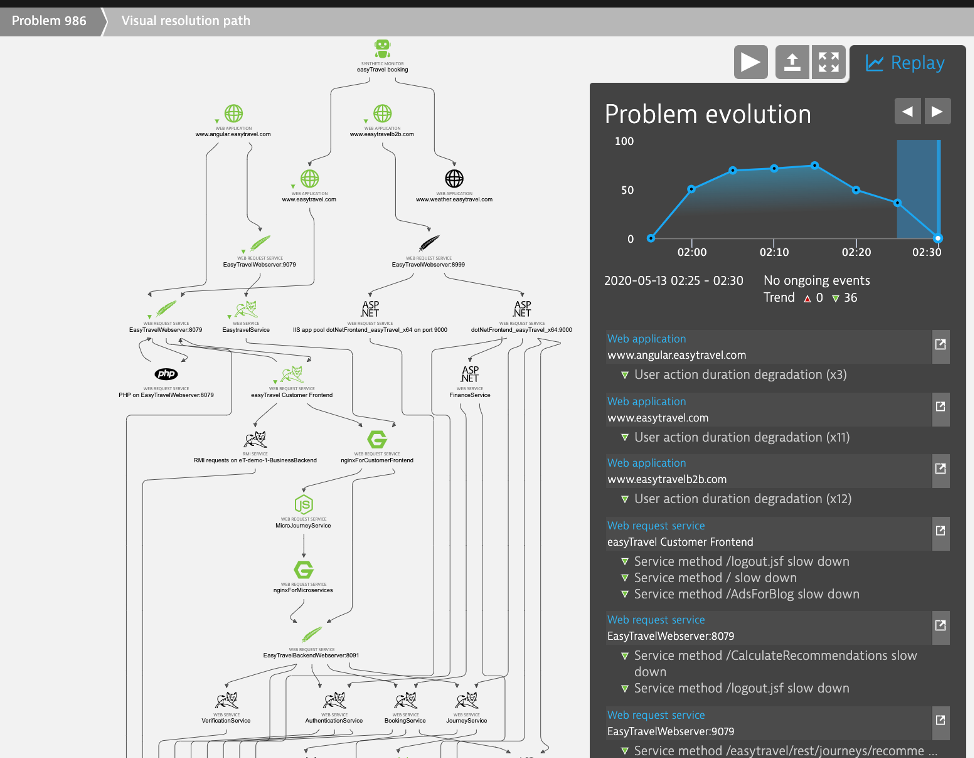 Problem 986
Visual resolution path
SYNTHETIC MONITOR
easyTravel booking
WEB APPLICATION
www.angular.easytravel.com
WEB APPLICATION
www.easytravelb2b.com
WEB APPLICATION
www.easytravel.com
WEB APPLICATION
www.weather.easytravel.com
WEB REQUEST SERVICE
EasyTravelWebserver:9079
WEB REQUEST SERVICE
EasyTravelWebserver:8999
WEB REQUEST SERVICE
EasyTravelWebserver:8079
WEB REQUEST SERVICE
EasytravelService
ASP
.NET
WEB REQUEST SERVICE
IIS app pool dotNetFrontend_easyTravel_x64 on port 9000
ASP
.NET
WEB REQUEST SERVICE
dotNetFrontend_easyTravel_x64:9000
php
WEB REQUEST SERVICE
PHP on EasyTravelWebserver:8079
WEB REQUEST SERVICE
easyTravel Customer Frontend
ASP
.NET
WEB SERVICE
FinanceService
RMI SERVICE
RMI requests on eT-demo-1-BusinessBackend
WEB REQUEST SERVICE
nginxForCustomerFrontend
JS
WEB REQUEST SERVICE
MicroJourneyService
WEB REQUEST SERVICE
nginxForMicroservices
WEB REQUEST SERVICE
EasyTravelBackendWebserver:8091
WEB SERVICE
VerificationService
WEB SERVICE
AuthenticationService
WEB SERVICE
BookingService
WEB SERVICE
JourneyService
Replay
Problem evolution
100
50
0
02:00
02:10
02:20
02:30
2020-05-13 02:25 - 02:30
No ongoing events
Trend 0 36
Web application
www.angular.easytravel.com
User action duration degradation (x3)
Web application
www.easytravel.com
User action duration degradation (x11)
Web application
www.easytravelb2b.com
User action duration degradation (x12)
Web request service
easyTravel Customer Frontend
Service method /logout.jsf slow down
Service method / slow down
Service method /AdsForBlog slow down
Web request service
EasyTravelWebserver:8079
Service method /CalculateRecommendations slow
down
Service method /logout.jsf slow down
Web request service
EasyTravelWebserver:9079
Service method /easytravel/rest/journeys/recomme ...